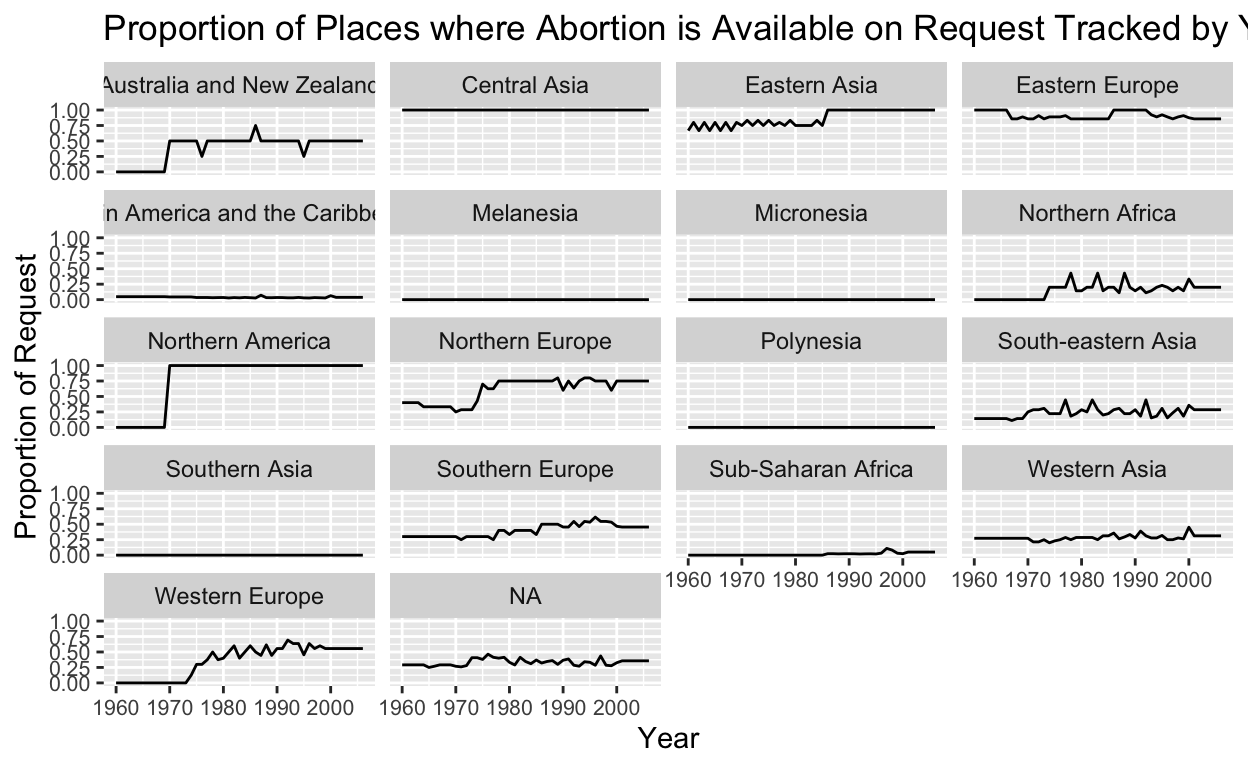 Proportion of Places where Abortion is Available on Request Tracked by Y
Australia and New Zealand
Central Asia
Eastern Asia
Eastern Europe
1.00
0.75
0.50
0.25
0.00
in America and the Caribbe
Melanesia
Micronesia
Northern Africa
1.00
0.75
0.50
0.25
0.00
Northern America
Northern Europe
Polynesia
South-eastern Asia
1.00
0.75
0.50
0.25
0.00
Southern Asia
Southern Europe
Sub-Saharan Africa
Western Asia
1.00
0.75
0.50
0.25
0.00
1960 1970 1980 1990 2000
1960 1970 1980 1990 2000
Western Europe
NA
1.00
0.75
0.50
0.25
0.00
1960 1970 1980 1990 2000
1960 1970 1980 1990 2000
Year
Proportion of Request